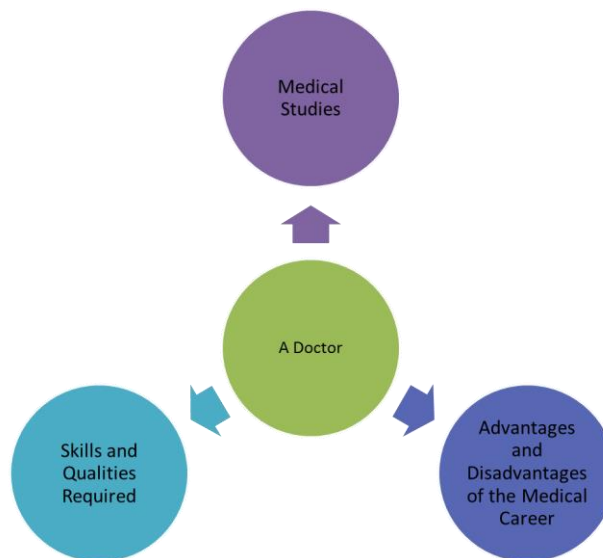 Medical
Studies
A Doctor
Skills and
Qualities
Required
Advantages
and
Disadvantages
of the Medical
Career